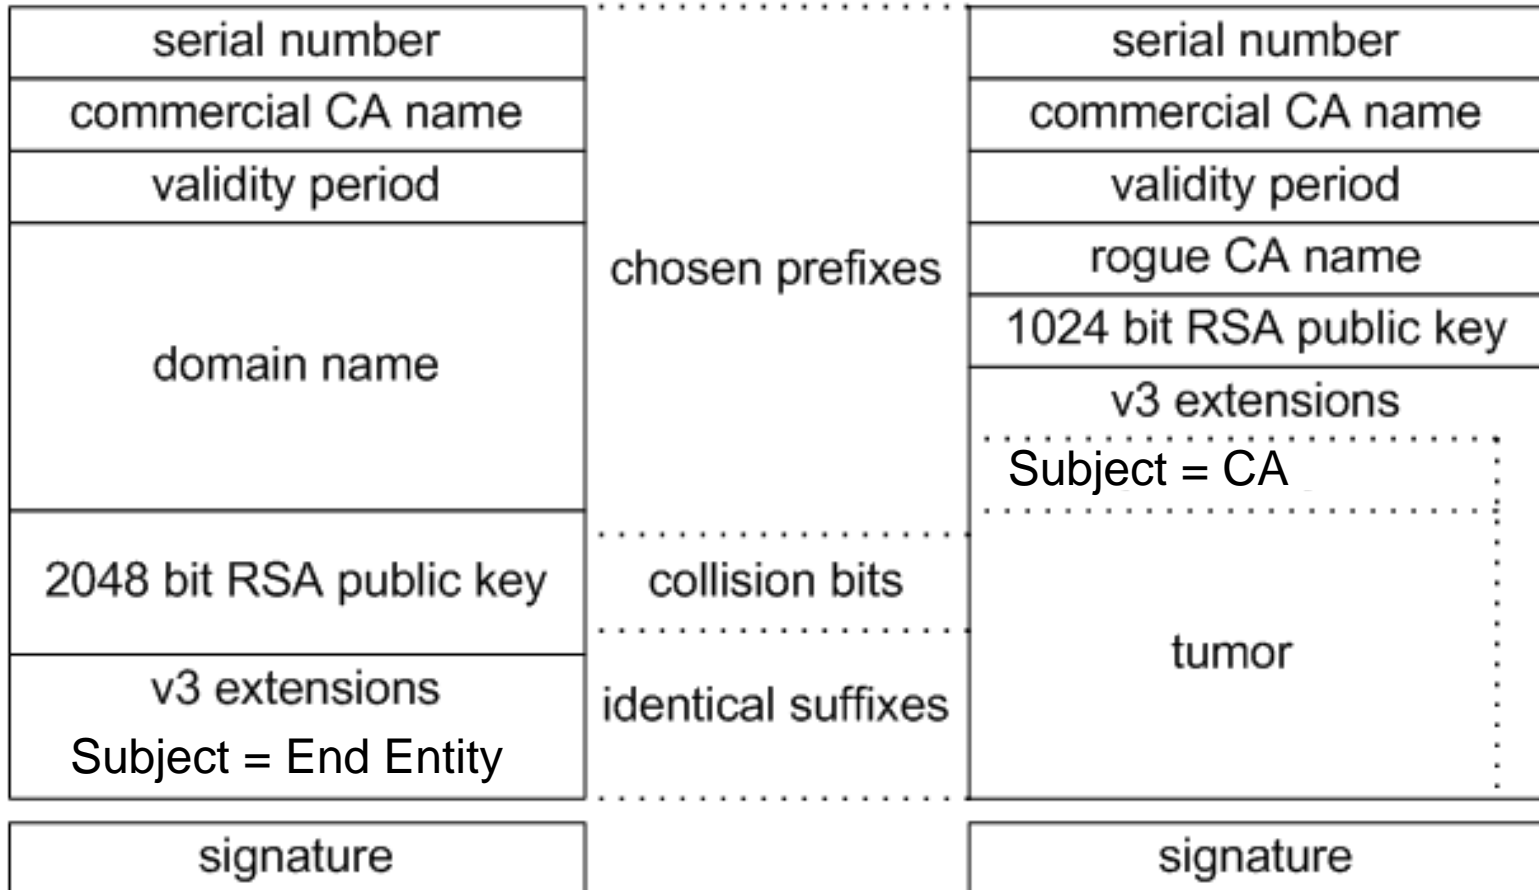 serial number
commercial CA name
validity period
domain name
2048 bit RSA public key
v3 extensions
Subject = End Entity
signature
chosen prefixes
collision bits
identical suffixes
serial number
commercial CA name
validity period
rogue CA name
1024 bit RSA public key
v3 extensions
Subject = CA
tumor
signature